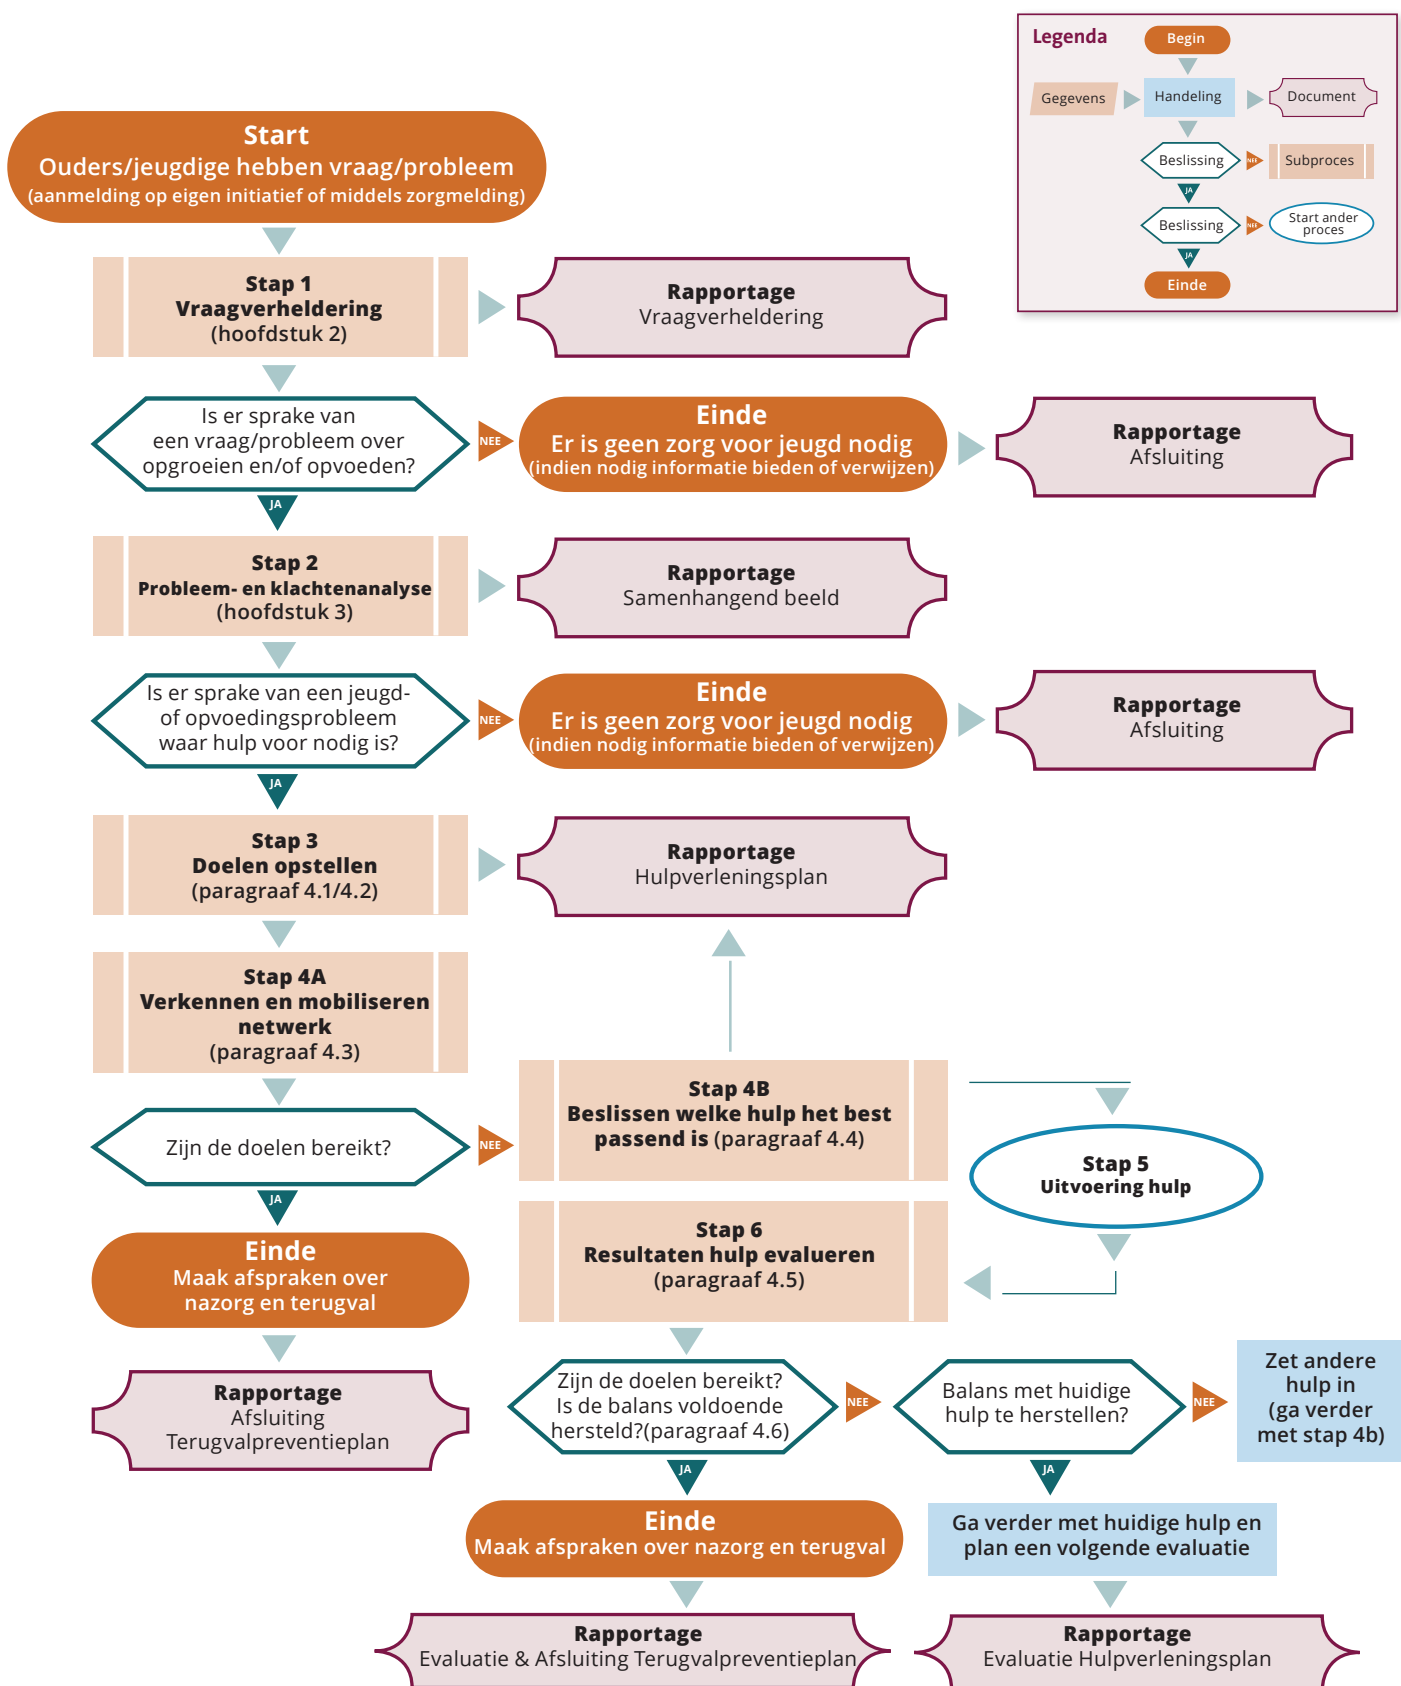 Legenda
Begin
Gegevens
Handeling
Document
Beslissing
NEE
Subproces
JA
Beslissing
NEE
Start ander
proces
JA
Einde
Start
Ouders/jeugdige hebben vraag/probleem
(aanmelding op eigen initiatief of middels zorgmelding)
Stap 1
Vraagverheldering
(hoofdstuk 2)
Rapportage
Vraagverheldering
Is er sprake van
een vraag/probleem over
opgroeien en/of opvoeden?
NEE
Einde
Er is geen zorg voor jeugd nodig
(indien nodig informatie bieden of verwijzen)
Rapportage
Afsluiting
JA
Stap 2
Probleem- en klachtenanalyse
(hoofdstuk 3)
Rapportage
Samenhangend beeld
Is er sprake van een jeugd-
of opvoedingsprobleem
waar hulp voor nodig is?
NEE
Einde
Er is geen zorg voor jeugd nodig
(indien nodig informatie bieden of verwijzen)
Rapportage
Afsluiting
JA
Stap 3
Doelen opstellen
(paragraaf 4.1/4.2)
Rapportage
Hulpverleningsplan
Stap 4A
Verkennen en mobiliseren
netwerk
(paragraaf 4.3)
Zijn de doelen bereikt?
NEE
Stap 4B
Beslissen welke hulp het best
passend is (paragraaf 4.4)
Stap 5
Uitvoering hulp
JA
Einde
Maak afspraken over
nazorg en terugval
Stap 6
Resultaten hulp evalueren
(paragraaf 4.5)
Rapportage
Afsluiting
Terugvalpreventieplan
Zijn de doelen bereikt?
Is de balans voldoende
hersteld?(paragraaf 4.6)
NEE
Balans met huidige
hulp te herstellen?
NEE
Zet andere
hulp in
(ga verder
met stap 4b)
JA
JA
Einde
Maak afspraken over nazorg en terugval
Ga verder met huidige hulp en
plan een volgende evaluatie
Rapportage
Evaluatie & Afsluiting Terugvalpreventieplan
Rapportage
Evaluatie Hulpverleningsplan